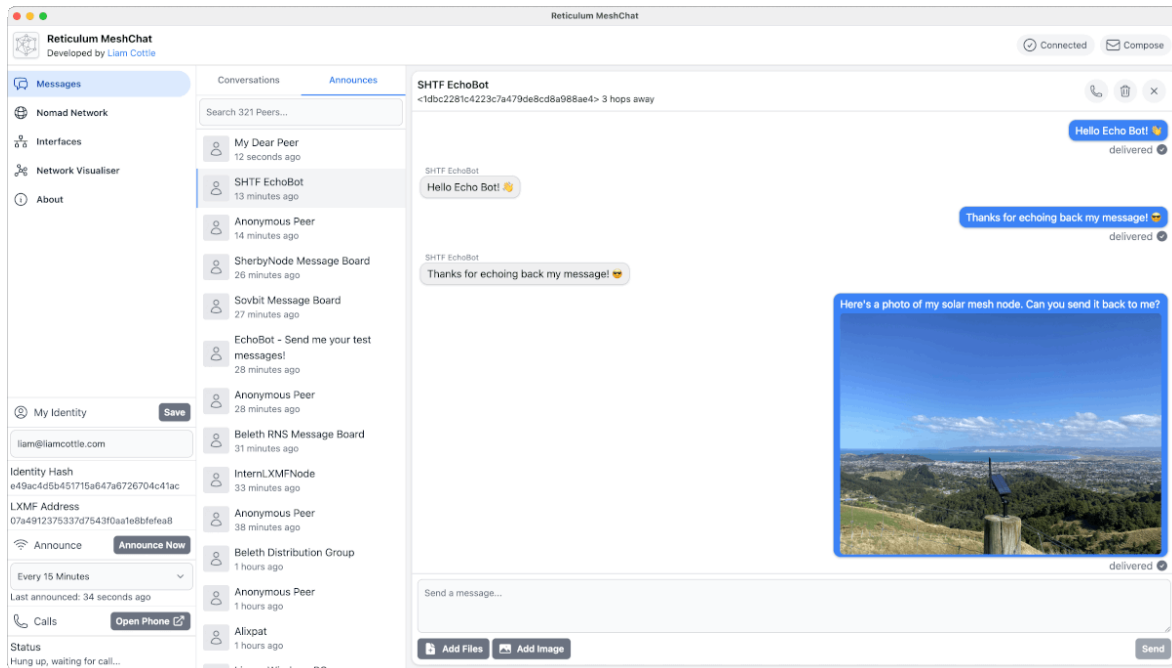 Reticulum MeshChat
Reticulum MeshChat
Developed by Liam Cottle
Connected
Compose
Messages
Nomad Network
Interfaces
Network Visualiser
About
My Identity
Save
liam@liamcottle.com
Identity Hash
e49ac4d5b451715a647a6726704c41ac
LXMF Address
07a4912375337d7543f0aa1e8bfefea8
Announce
Announce Now
Every 15 Minutes
Last announced: 34 seconds ago
Calls
Open Phone
Status
Hung up, waiting for call...
Conversations
Announces
Search 321 Peers...
My Dear Peer
12 seconds ago
SHTF EchoBot
13 minutes ago
Anonymous Peer
14 minutes ago
SherbyNode Message Board
26 minutes ago
Sovbit Message Board
27 minutes ago
EchoBot - Send me your test
messages!
28 minutes ago
Anonymous Peer
28 minutes ago
Beleth RNS Message Board
31 minutes ago
InternLXMFNode
33 minutes ago
Anonymous Peer
38 minutes ago
Beleth Distribution Group
1 hours ago
Anonymous Peer
1 hours ago
Alixpat
1 hours ago
SHTF EchoBot
<1dbc2281c4223c7a479de8cd8a988ae4> 3 hops away
Hello Echo Bot! 👋
delivered
SHTF EchoBot
Hello Echo Bot! 👋
Thanks for echoing back my message! 😎
delivered
SHTF EchoBot
Thanks for echoing back my message! 😎
Here's a photo of my solar mesh node. Can you send it back to me?
delivered
Send a message...
Add Files
Add Image
Send